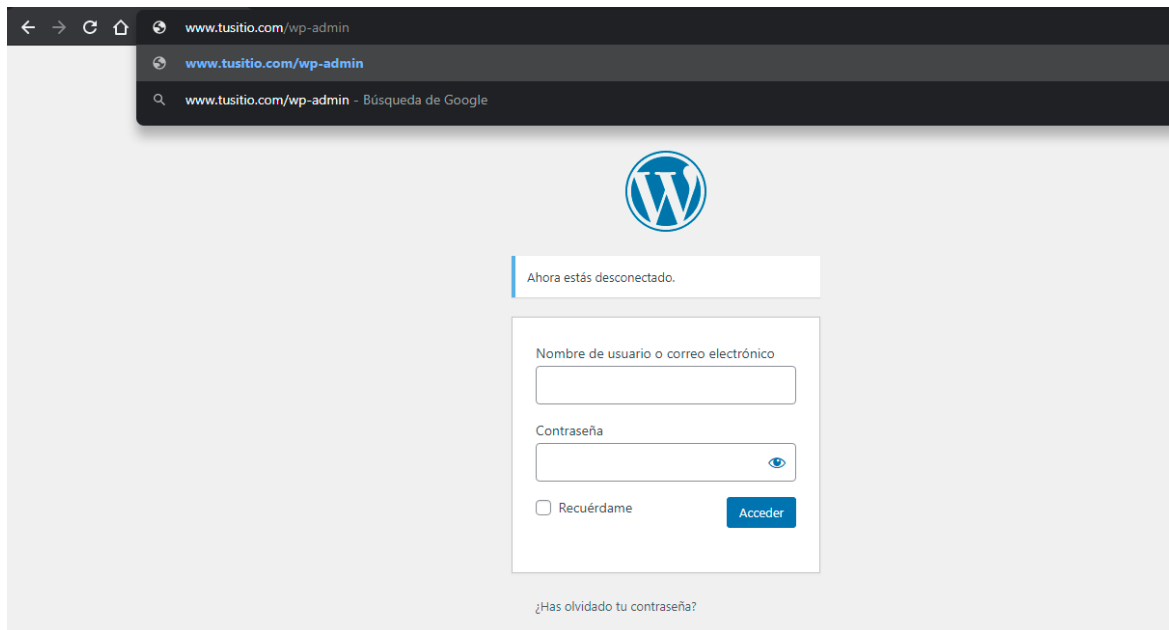 www.tusitio.com/wp-admin
www.tusitio.com/wp-admin
www.tusitio.com/wp-admin - Búsqueda de Google
Ahora estás desconectado.
Nombre de usuario o correo electrónico
Contraseña
Recuérdame
Acceder
¿Has olvidado tu contraseña?